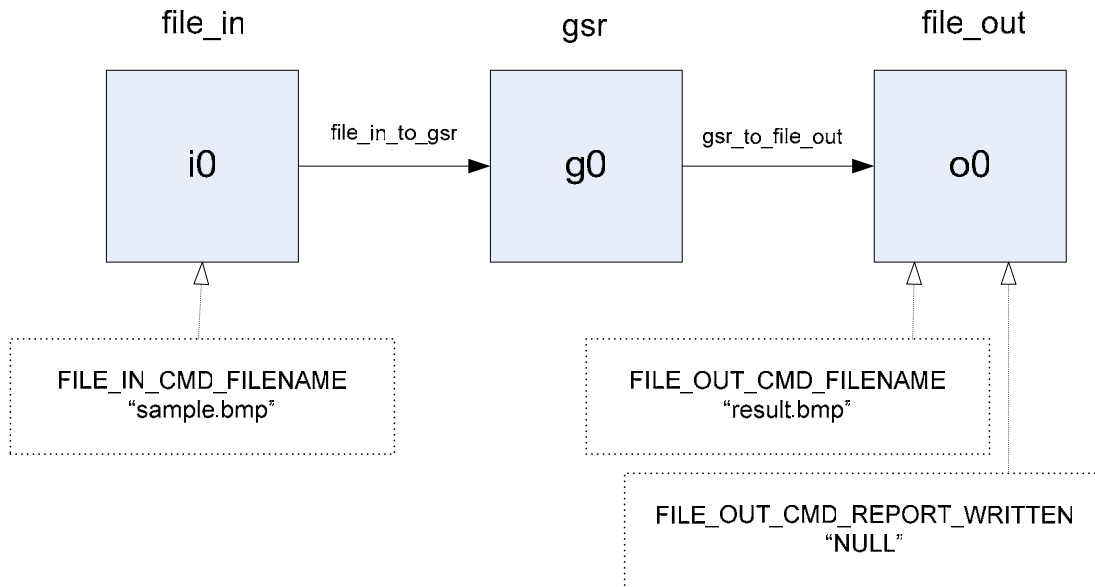 file_in
gsr
file_out
i0
file_in_to_gsr
g0
gsr_to_file_out
o0
FILE_IN_CMD_FILENAME
“sample.bmp”
FILE_OUT_CMD_FILENAME
“result.bmp”
FILE_OUT_CMD_REPORT_WRITTEN
“NULL”